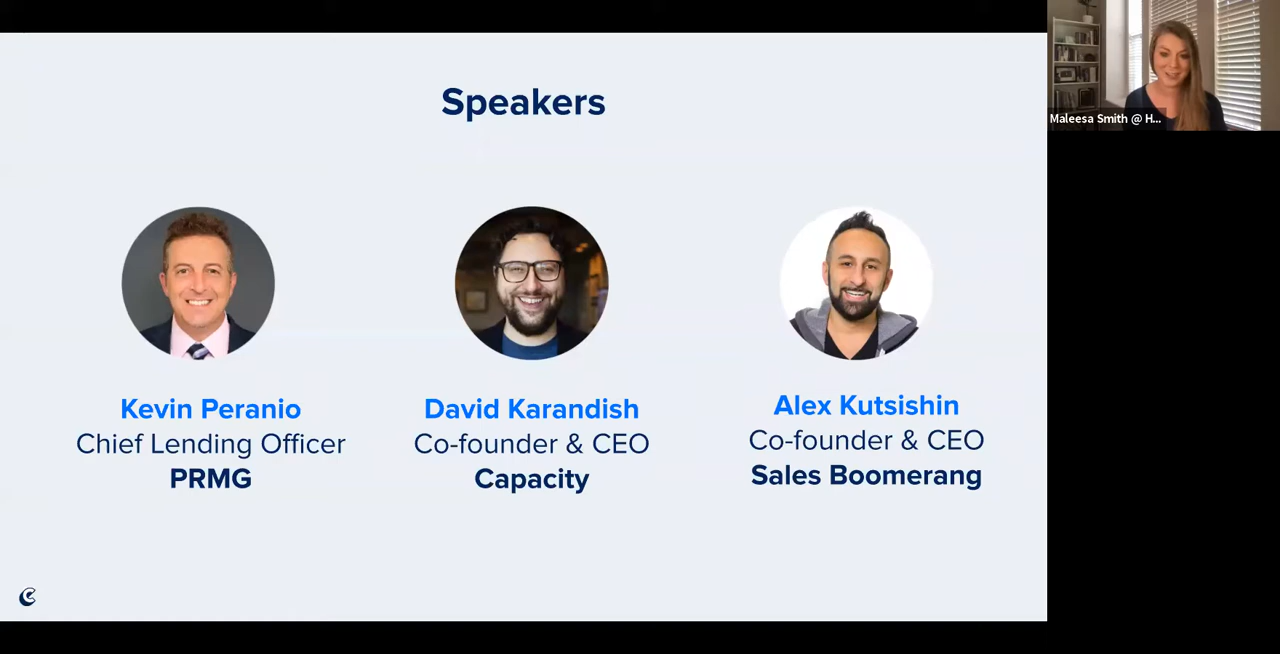 Speakers
Maleesa Smith @ H...
Kevin Peranio
Chief Lending Officer
PRMG
David Karandish
Co-founder & CEO
Capacity
Alex Kutsishin
Co-founder & CEO
Sales Boomerang